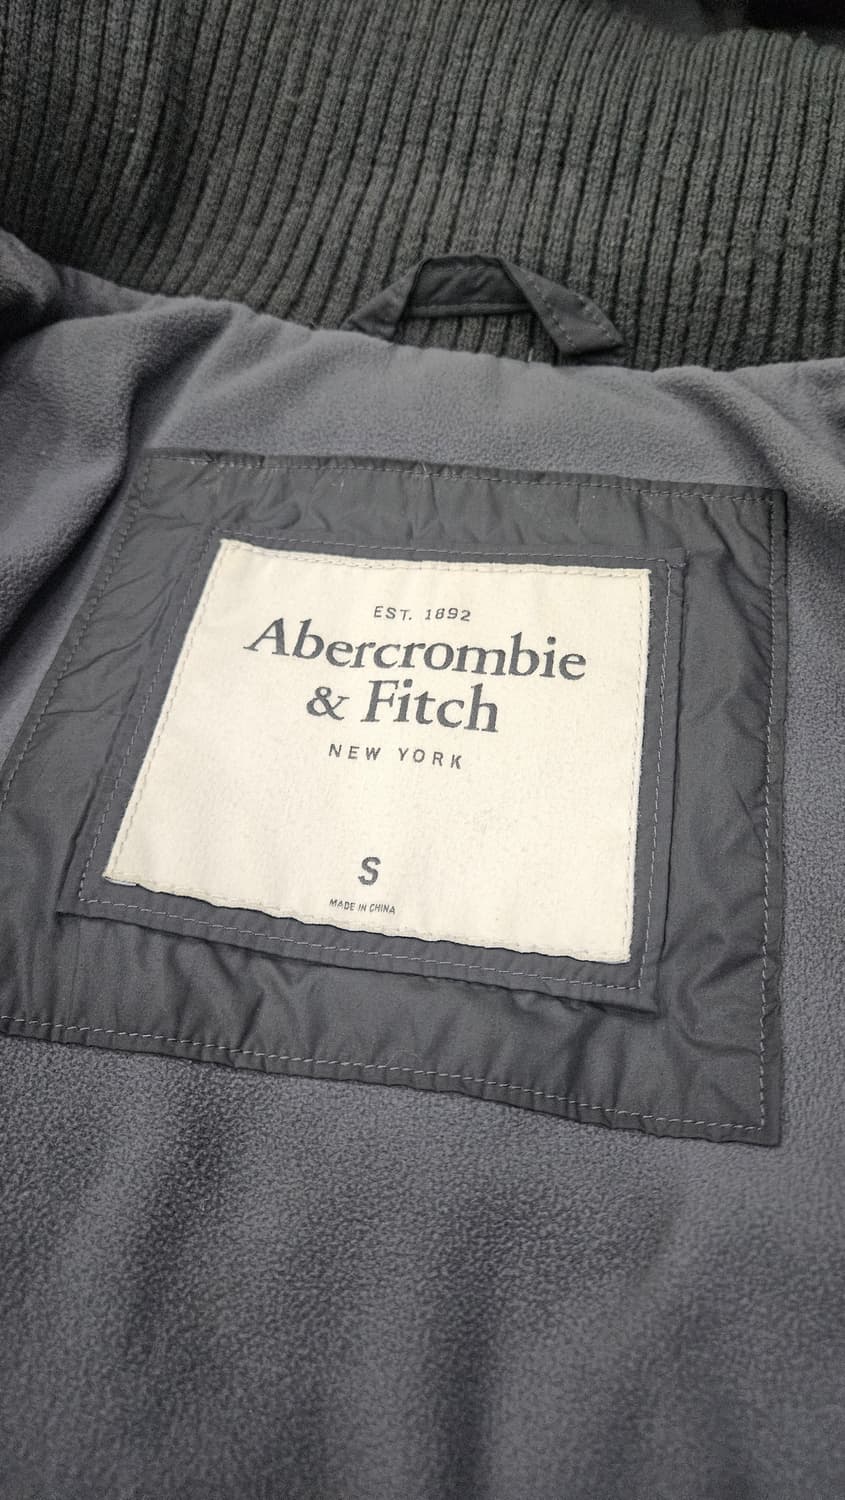 EST. 1892
Abercrombie
& Fitch
NEW YORK
S
MADE IN CHINA